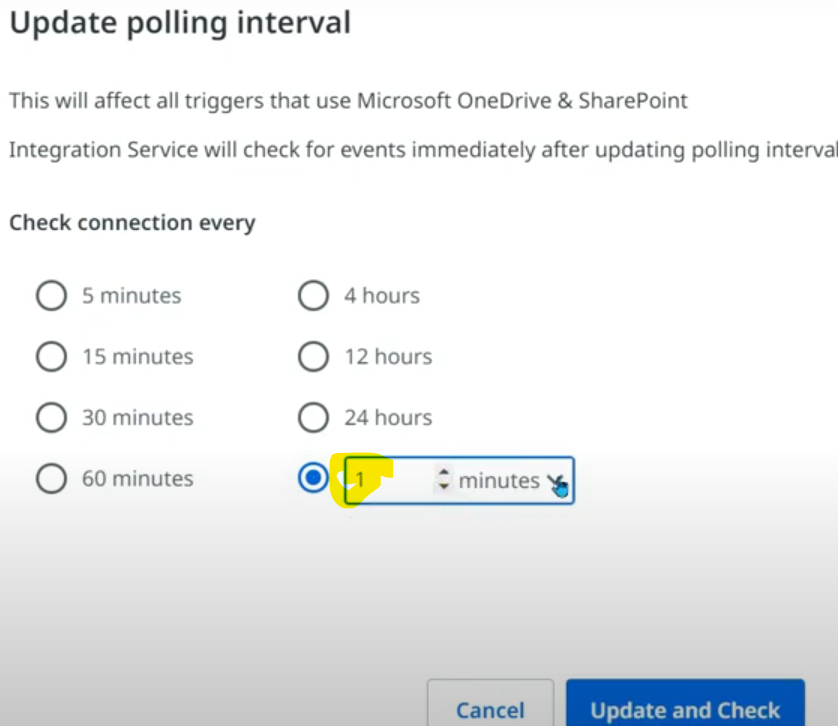 Update polling interval
This will affect all triggers that use Microsoft OneDrive & SharePoint
Integration Service will check for events immediately after updating polling interval
Check connection every
5 minutes
4 hours
15 minutes
12 hours
30 minutes
24 hours
60 minutes
1 minutes
Cancel
Update and Check